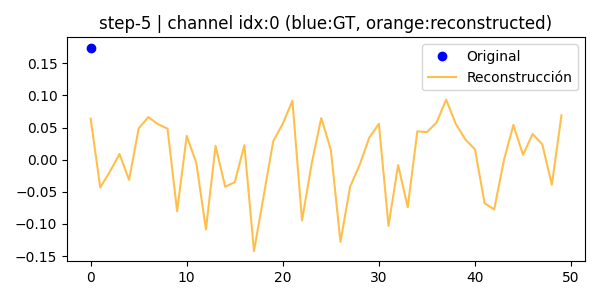 step-5 | channel idx:0 (blue:GT, orange:reconstructed)
Original
Reconstrucción
0.15
0.10
0.05
0.00
−0.05
−0.10
−0.15
0 10 20 30 40 50